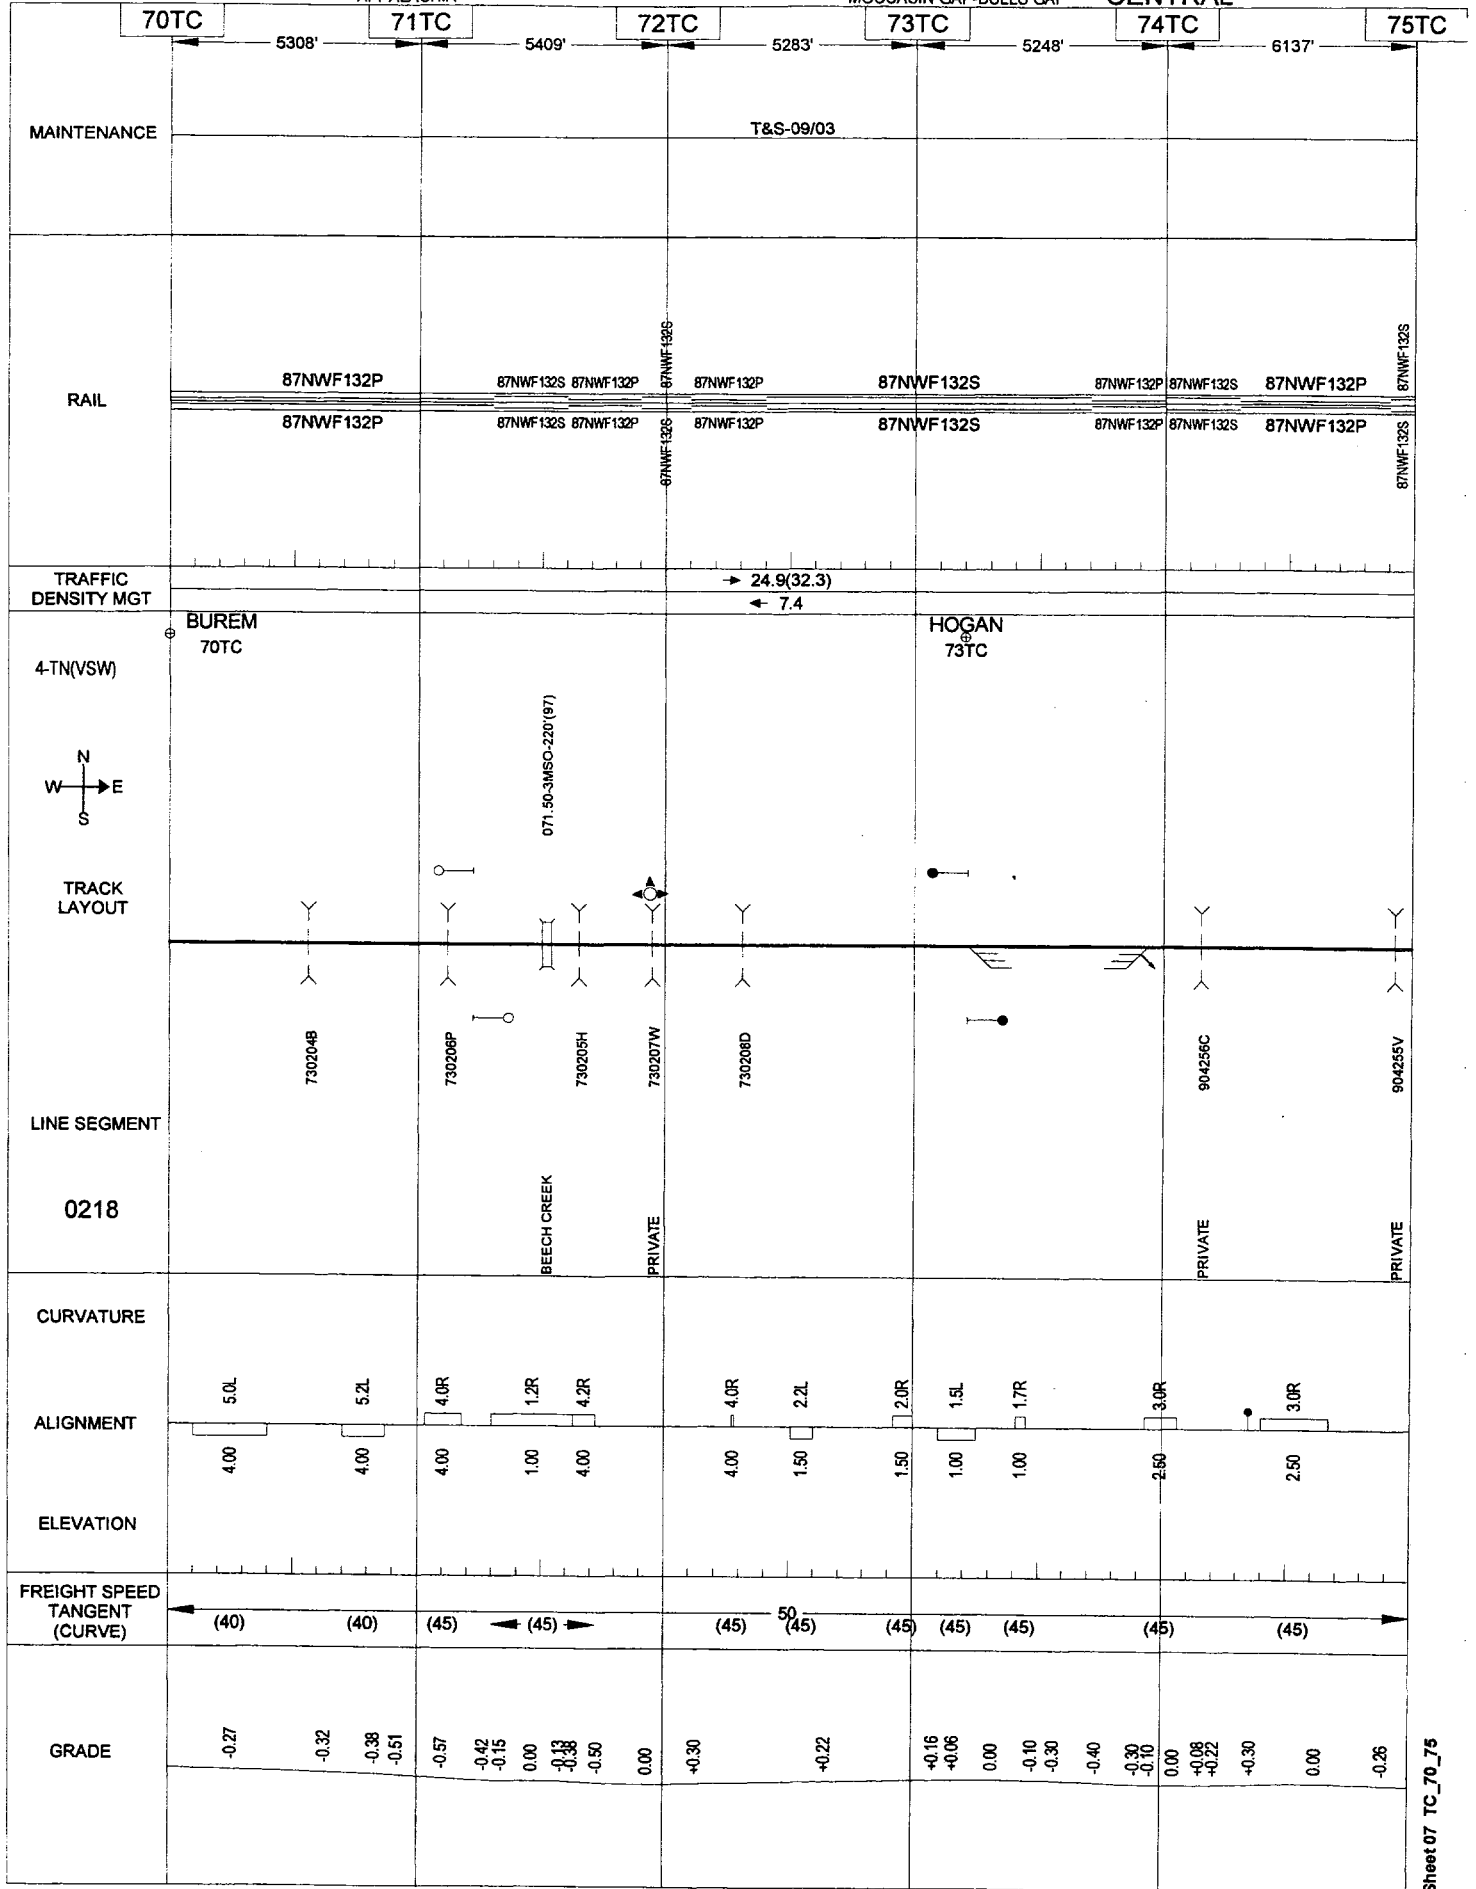 MOCCASIN GAP-BULLS GAP CENTRAL
70TC 71TC 72TC 73TC 74TC 75TC
5308' 5409' 5283' 5248' 6137'
MAINTENANCE
T&S-09/03
RAIL
87NWF132P 87NWF132S 87NWF132P 87NWF132S 87NWF132P 87NWF132S 87NWF132P 87NWF132S 87NWF132P 87NWF132S
87NWF132P 87NWF132S 87NWF132P 87NWF132S 87NWF132P 87NWF132S 87NWF132P 87NWF132S 87NWF132P 87NWF132S
TRAFFIC
DENSITY MGT
→ 24.9(32.3)
← 7.4
BUREM
70TC
HOGAN
73TC
4-TN(VSW)
N
W E
S
071.50-3MSO-220'(97)
TRACK
LAYOUT
730204B 730206P 730205H 730207W 730208D 904256C 904255V
LINE SEGMENT
0218
BEECH CREEK PRIVATE PRIVATE PRIVATE
CURVATURE
5.0L 5.2L 4.0R 1.2R 4.2R 4.0R 2.2L 2.0R 1.5L 1.7R 3.0R 3.0R
ALIGNMENT
4.00 4.00 4.00 1.00 4.00 4.00 1.50 1.50 1.00 1.00 2.50 2.50
ELEVATION
FREIGHT SPEED
TANGENT
(CURVE)
50
(40) (40) (45) (45) (45) (45) (45) (45) (45) (45) (45)
GRADE
-0.27 -0.32 -0.38 -0.51 -0.57 -0.42 -0.15 0.00 -0.13 -0.38 -0.50 0.00 +0.30 +0.22 +0.16 +0.06 0.00 -0.10 -0.30 -0.40 -0.30 -0.10 0.00 +0.08 +0.22 +0.30 0.00 -0.26
Sheet 07 TC_70_75